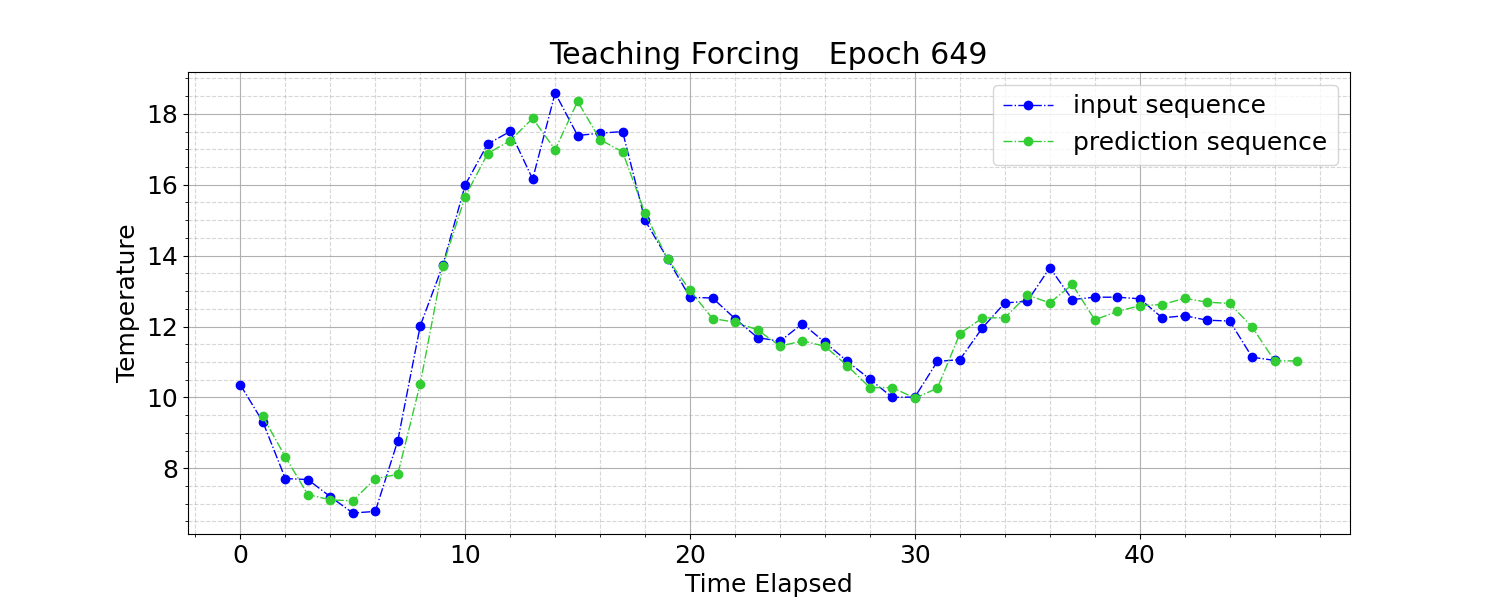 Teaching Forcing   Epoch 649
input sequence
prediction sequence
Temperature
18
16
14
12
10
8
0 10 20 30 40
Time Elapsed